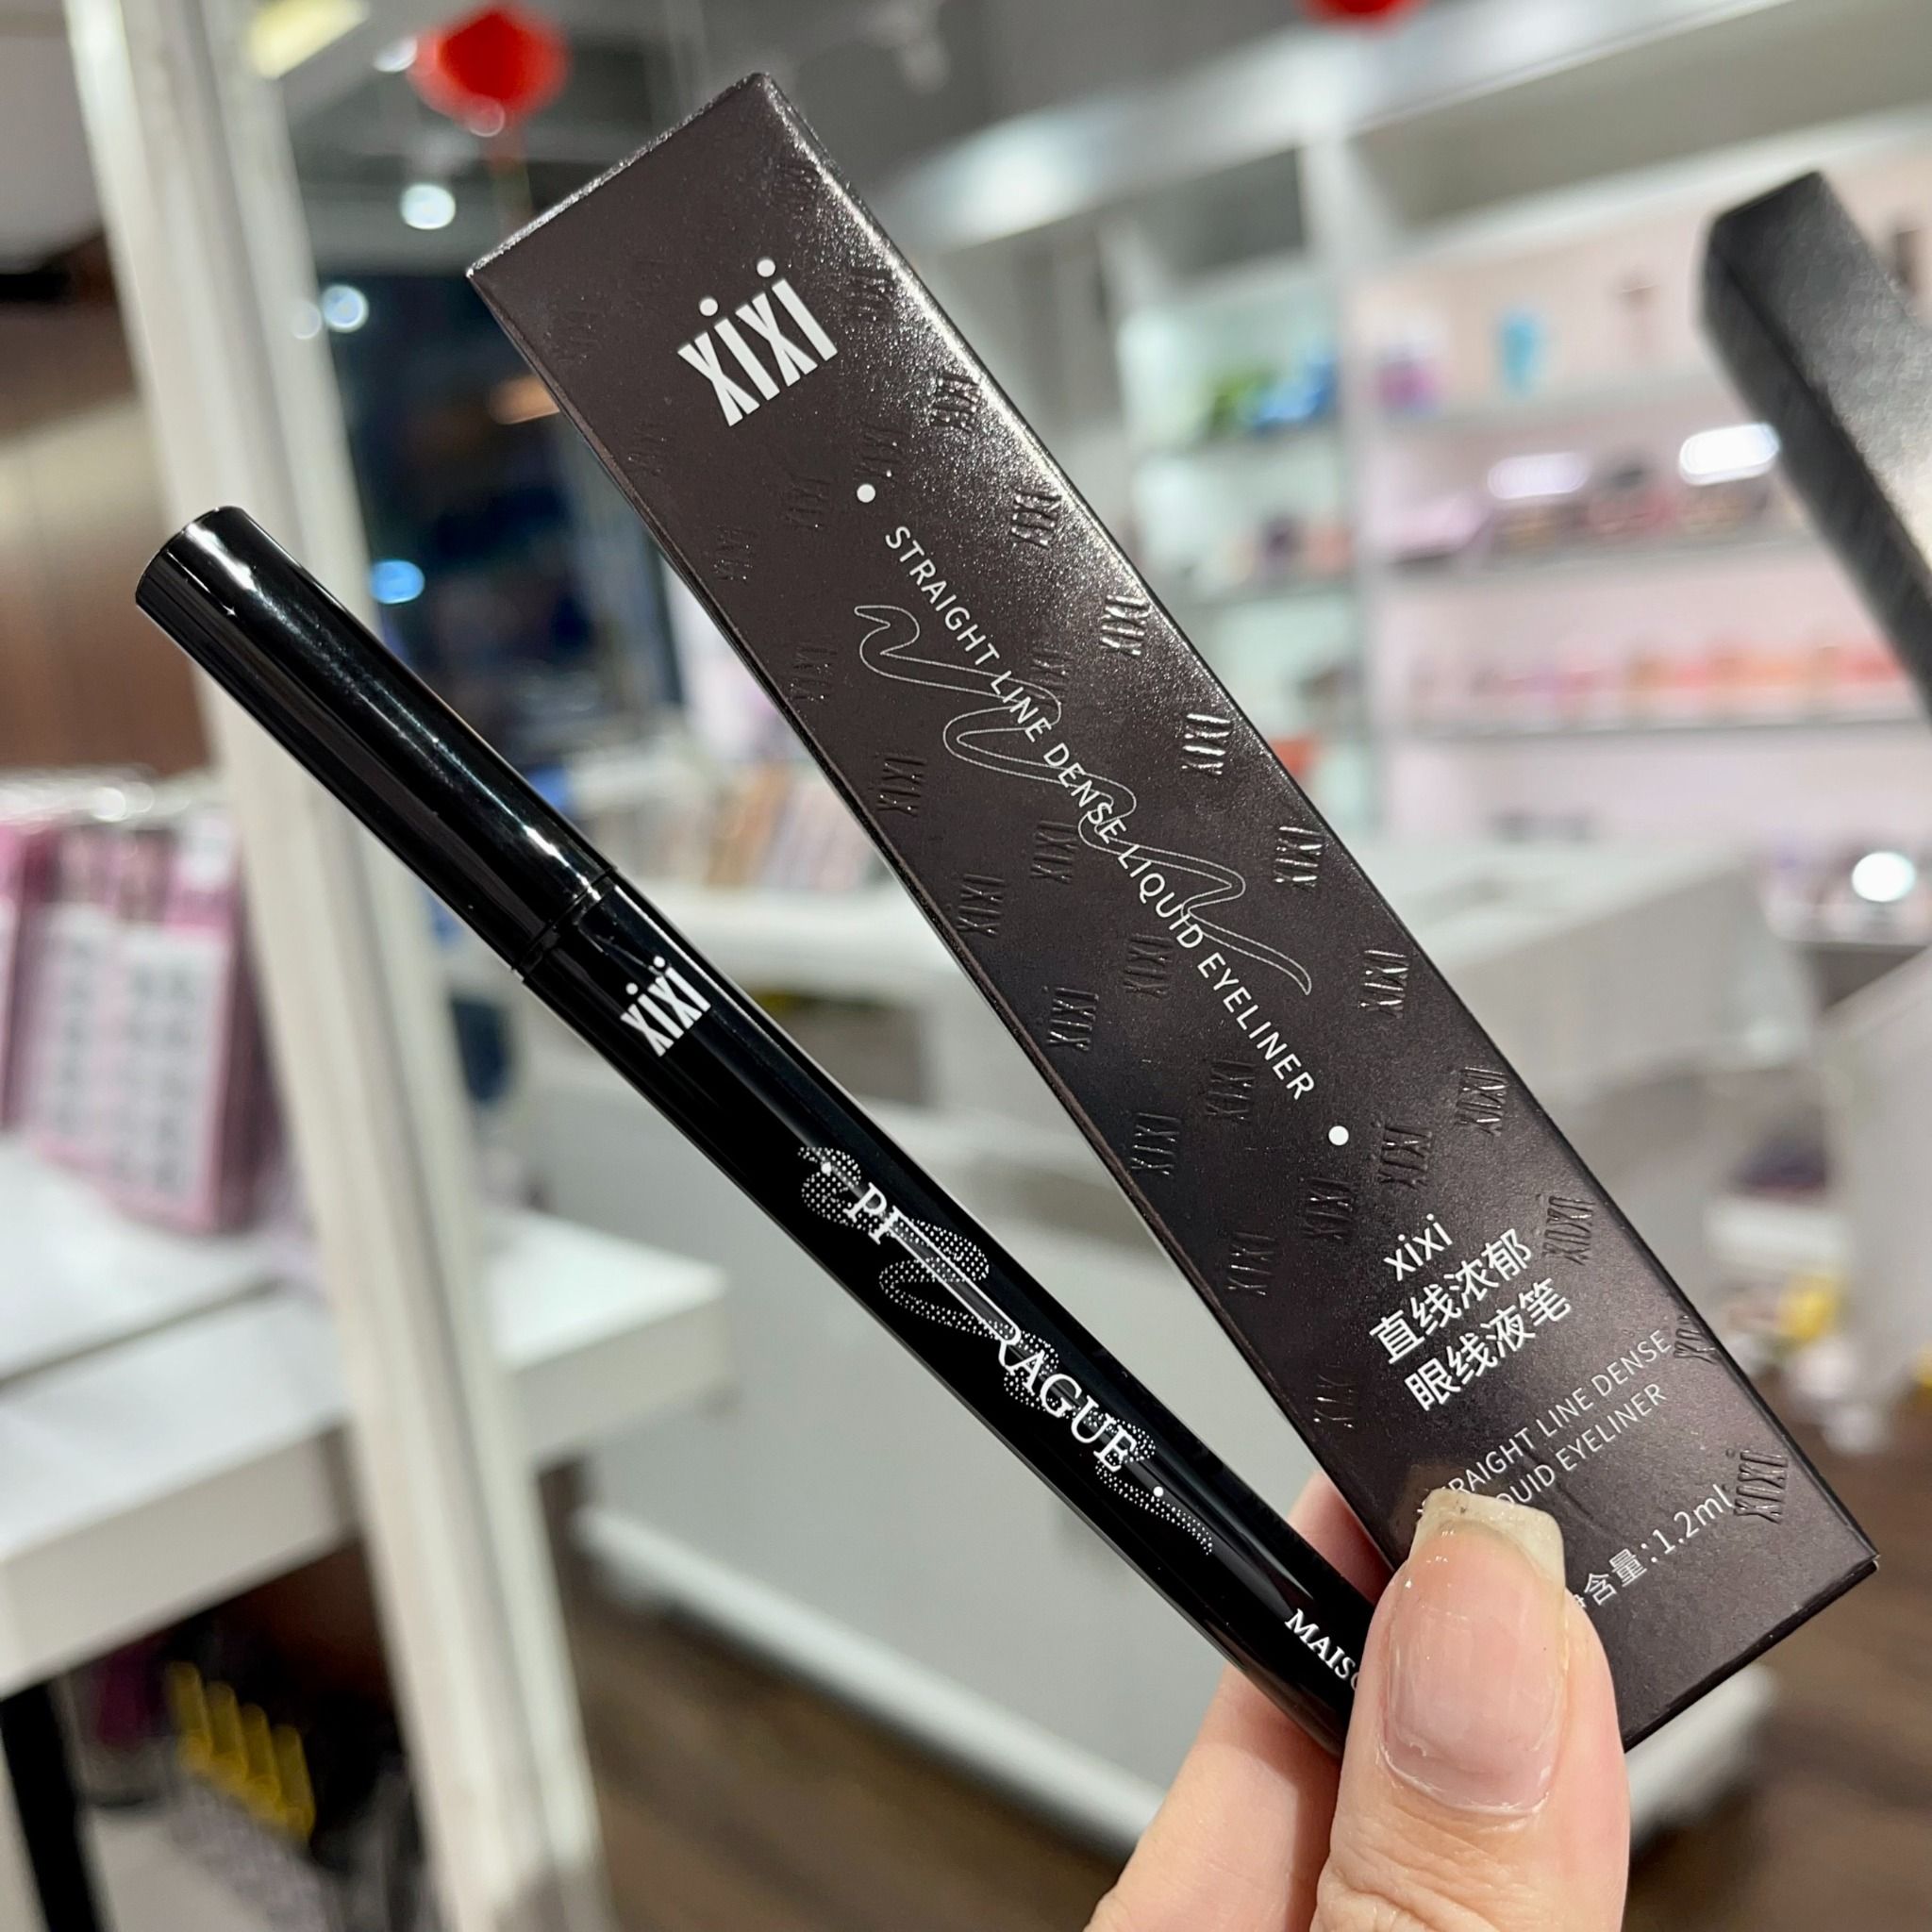 xixi
STRAIGHT LINE DENSE LIQUID EYELINER
xixi
直线浓郁
眼线液笔
STRAIGHT LINE DENSE
LIQUID EYELINER
净含量:1.2ml
xixi